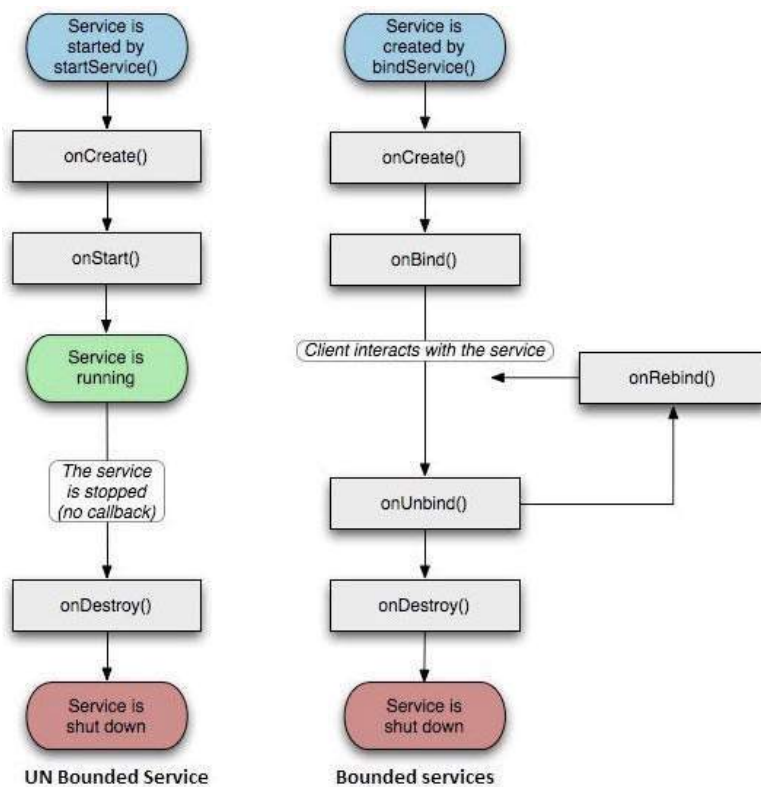 Service is
started by
startService()
onCreate()
onStart()
Service is
running
The service
is stopped
(no callback)
onDestroy()
Service is
shut down
UN Bounded Service
Service is
created by
bindService()
onCreate()
onBind()
Client interacts with the service
onRebind()
onUnbind()
onDestroy()
Service is
shut down
Bounded services